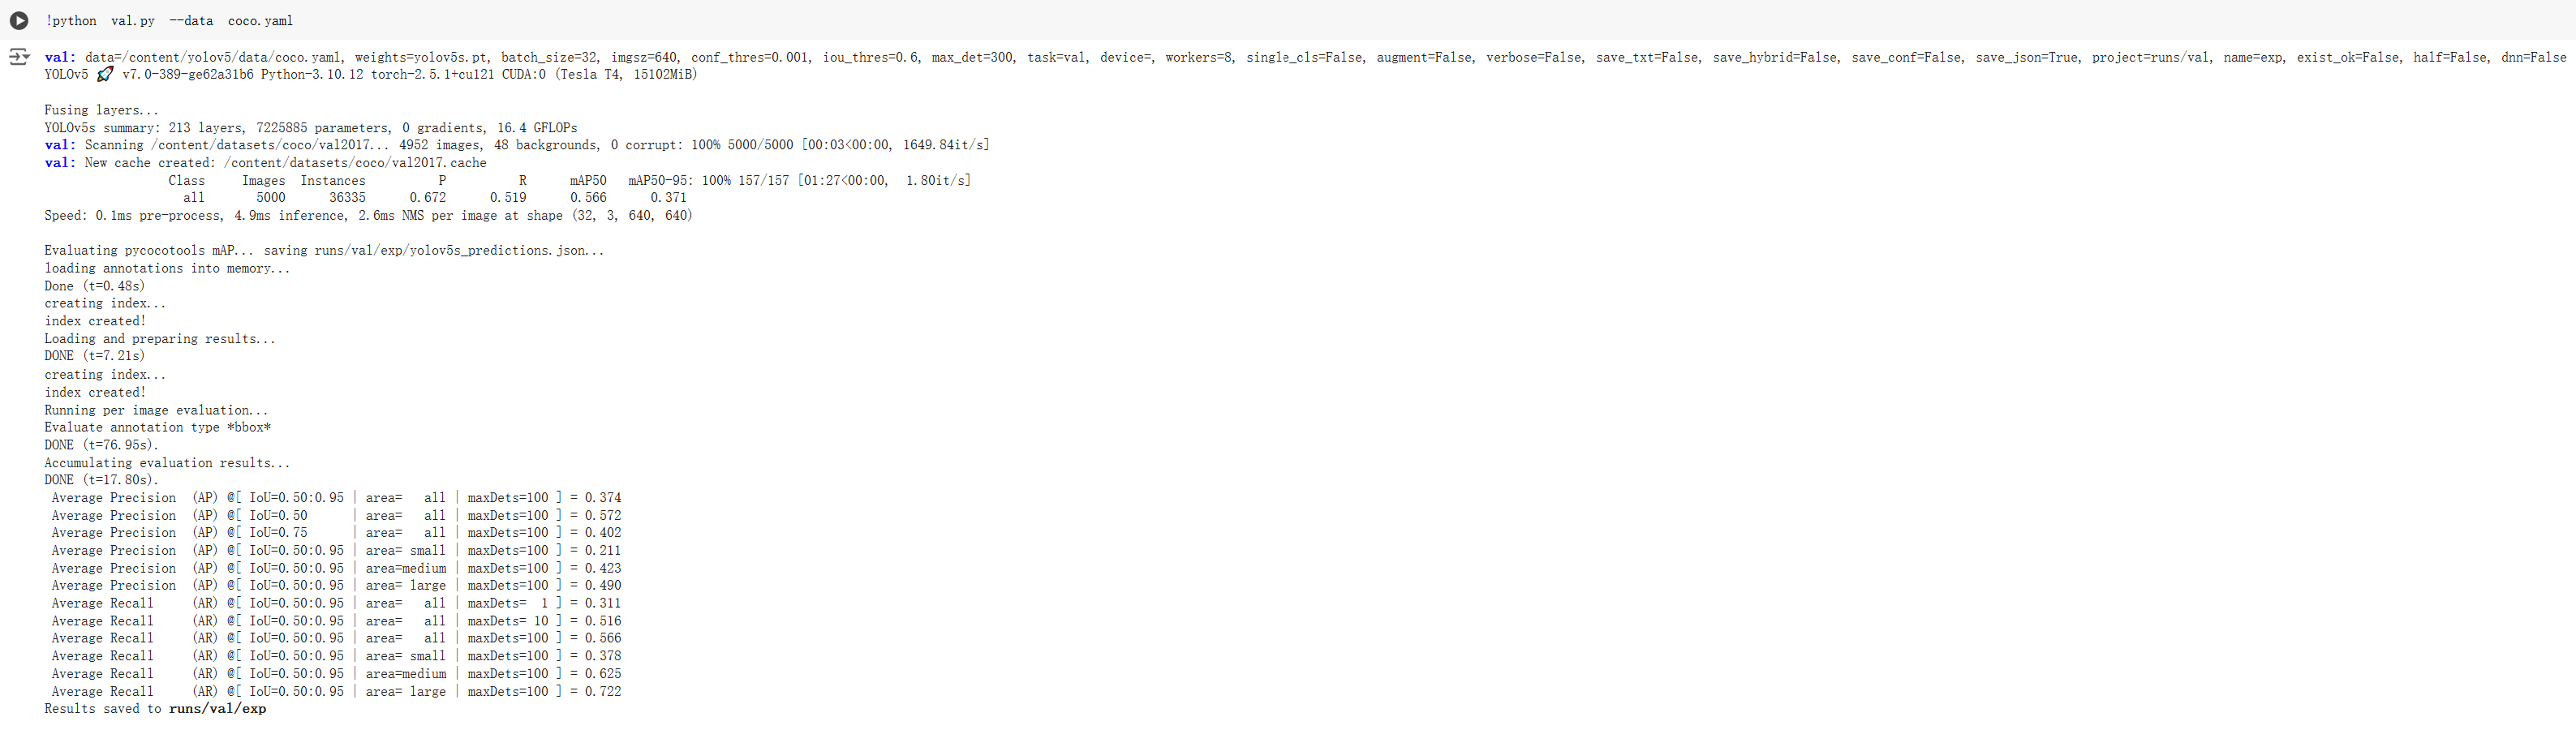 !python val.py --data coco.yaml
val: data=/content/yolov5/data/coco.yaml, weights=yolov5s.pt, batch_size=32, imgsz=640, conf_thres=0.001, iou_thres=0.6, max_det=300, task=val, device=, workers=8, single_cls=False, augment=False, verbose=False, save_txt=False, save_hybrid=False, save_conf=False, save_json=True, project=runs/val, name=exp, exist_ok=False, half=False, dnn=False
YOLOv5 🚀 v7.0-389-ge62a31b6 Python-3.10.12 torch-2.5.1+cu121 CUDA:0 (Tesla T4, 15102MiB)
Fusing layers...
YOLOv5s summary: 213 layers, 7225885 parameters, 0 gradients, 16.4 GFLOPs
val: Scanning /content/datasets/coco/val2017... 4952 images, 48 backgrounds, 0 corrupt: 100% 5000/5000 [00:03<00:00, 1649.84it/s]
val: New cache created: /content/datasets/coco/val2017.cache
Class Images Instances P R mAP50 mAP50-95: 100% 157/157 [01:27<00:00, 1.80it/s]
all 5000 36335 0.672 0.519 0.566 0.371
Speed: 0.1ms pre-process, 4.9ms inference, 2.6ms NMS per image at shape (32, 3, 640, 640)
Evaluating pycocotools mAP... saving runs/val/exp/yolov5s_predictions.json...
loading annotations into memory...
Done (t=0.48s)
creating index...
index created!
Loading and preparing results...
DONE (t=7.21s)
creating index...
index created!
Running per image evaluation...
Evaluate annotation type *bbox*
DONE (t=76.95s).
Accumulating evaluation results...
DONE (t=17.80s).
Average Precision (AP) @[ IoU=0.50:0.95 | area= all | maxDets=100 ] = 0.374
Average Precision (AP) @[ IoU=0.50 | area= all | maxDets=100 ] = 0.572
Average Precision (AP) @[ IoU=0.75 | area= all | maxDets=100 ] = 0.402
Average Precision (AP) @[ IoU=0.50:0.95 | area= small | maxDets=100 ] = 0.211
Average Precision (AP) @[ IoU=0.50:0.95 | area=medium | maxDets=100 ] = 0.423
Average Precision (AP) @[ IoU=0.50:0.95 | area= large | maxDets=100 ] = 0.490
Average Recall (AR) @[ IoU=0.50:0.95 | area= all | maxDets= 1 ] = 0.311
Average Recall (AR) @[ IoU=0.50:0.95 | area= all | maxDets= 10 ] = 0.516
Average Recall (AR) @[ IoU=0.50:0.95 | area= all | maxDets=100 ] = 0.566
Average Recall (AR) @[ IoU=0.50:0.95 | area= small | maxDets=100 ] = 0.378
Average Recall (AR) @[ IoU=0.50:0.95 | area=medium | maxDets=100 ] = 0.625
Average Recall (AR) @[ IoU=0.50:0.95 | area= large | maxDets=100 ] = 0.722
Results saved to runs/val/exp